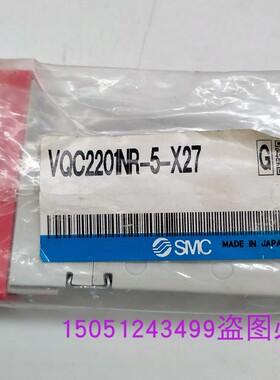 VQC2201NR-5-X27
G
SMC MADE IN JAPA
15051243499盗图必